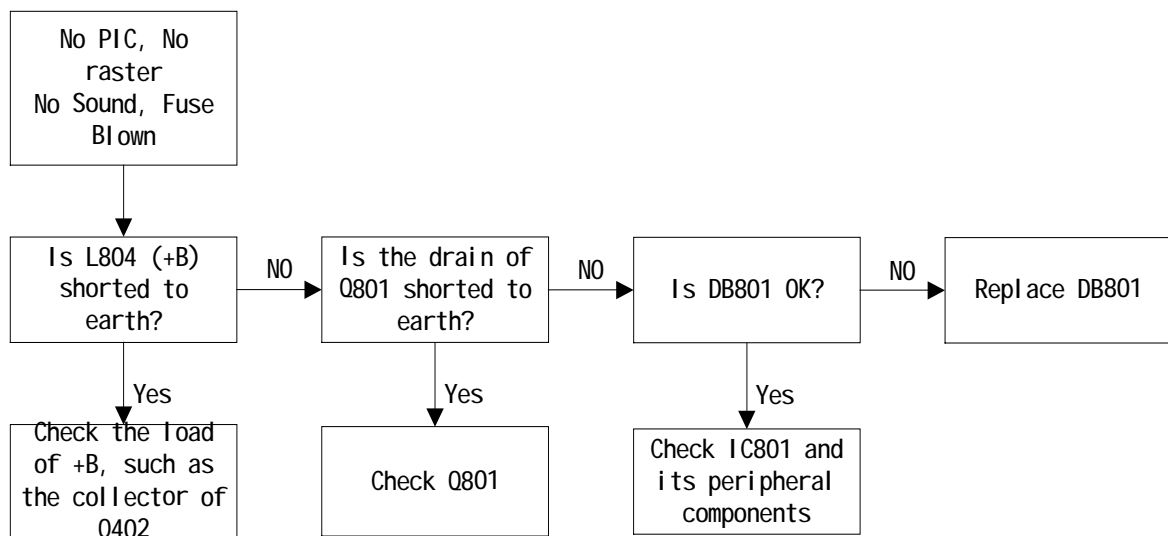 No PIC, No
raster
No Sound, Fuse
Blown
Is L804 (+B)
shorted to
earth?
NO
Is the drain of
Q801 shorted to
earth?
NO
Is DB801 OK?
NO
Replace DB801
Yes
Yes
Yes
Check the load
of +B, such as
the collector of
Q402
Check Q801
Check IC801 and
its peripheral
components